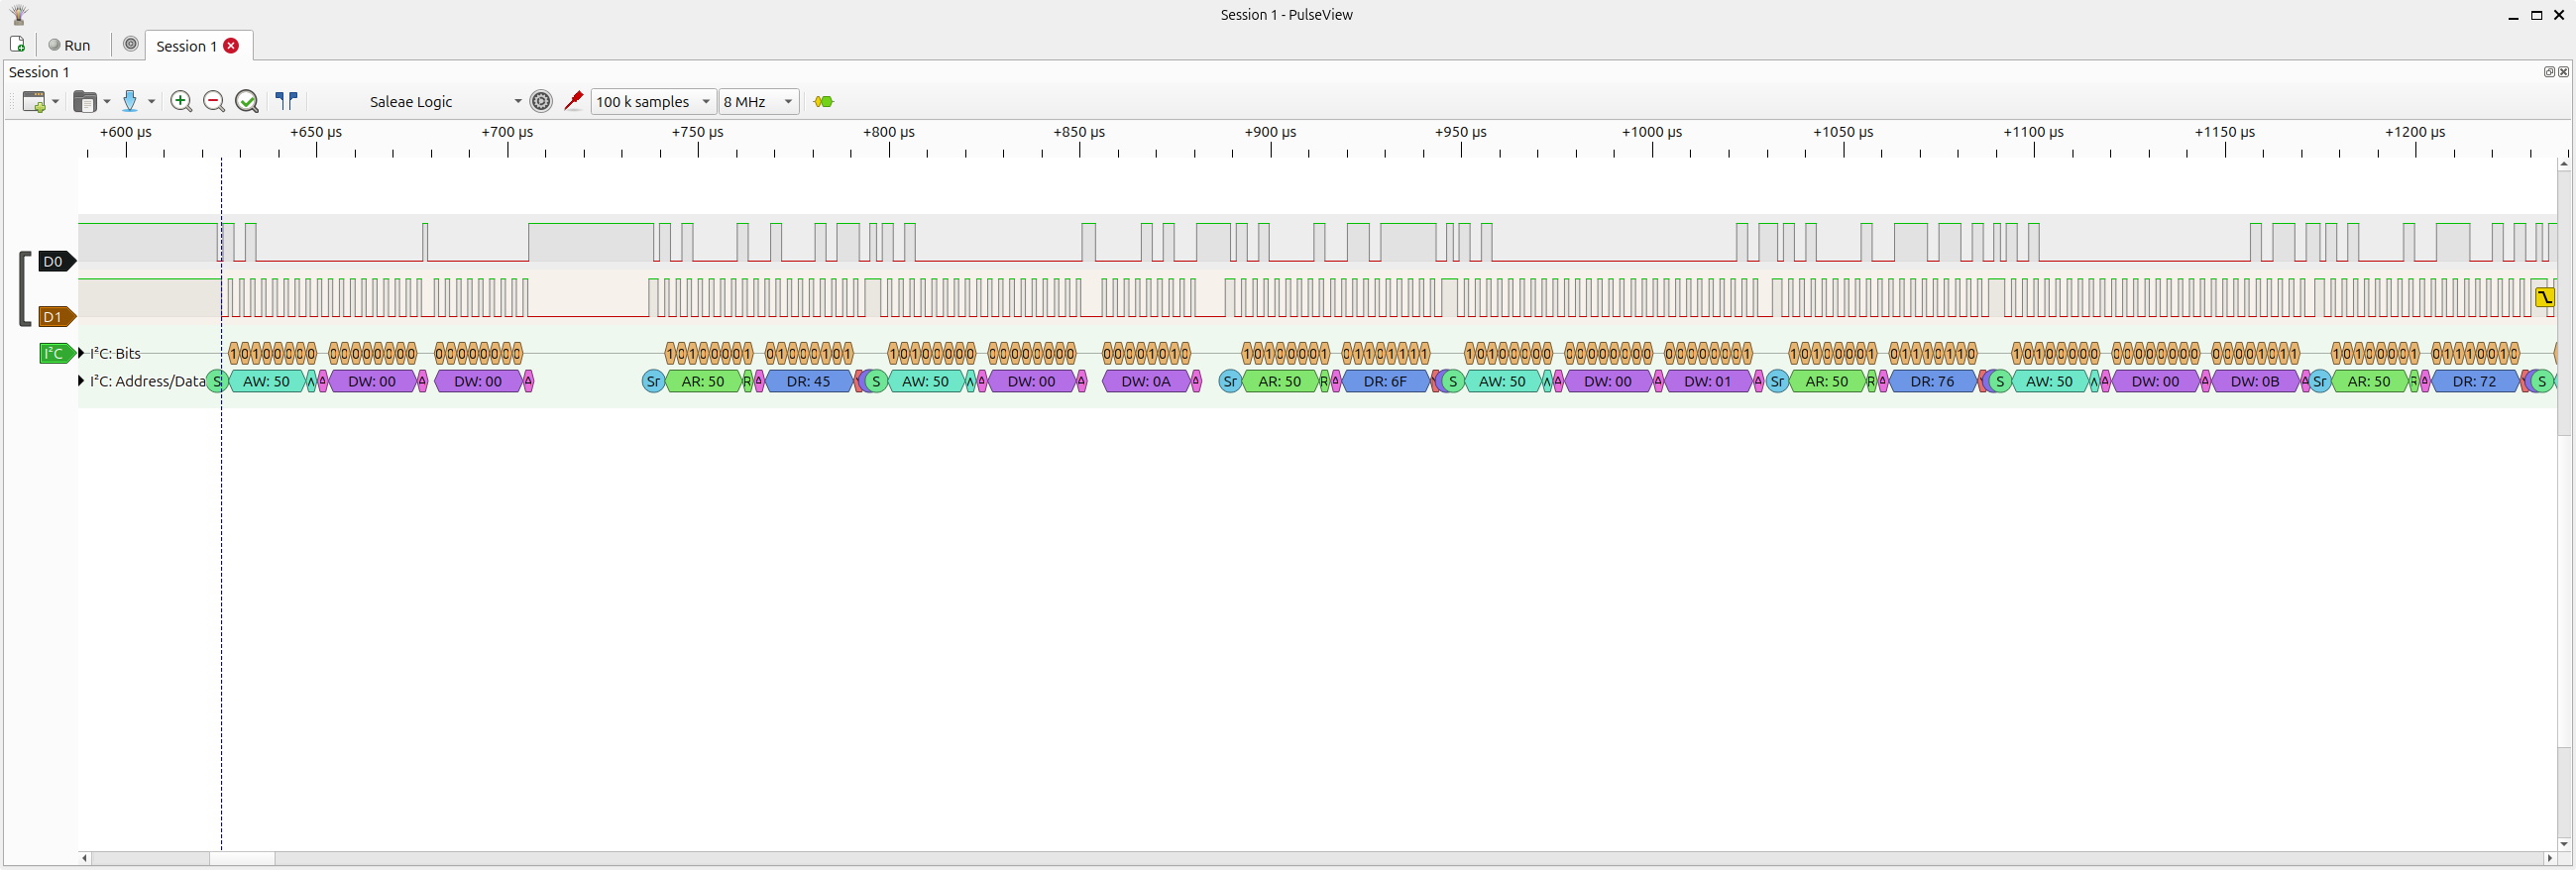 Session 1 - PulseView
Run
Session 1
Session 1
Saleae Logic 100 k samples 8 MHz
+600 µs +650 µs +700 µs +750 µs +800 µs +850 µs +900 µs +950 µs +1000 µs +1050 µs +1100 µs +1150 µs +1200 µs
D0
D1
I²C I²C: Bits 10100000 00000000 00000000 10100001 01000101 10100000 00000000 00001010 10100001 01101111 10100000 00000000 00000001 10100001 01110110 10100000 00000000 00001011 10100001 01110010
I²C: Address/Data S AW: 50 A DW: 00 A DW: 00 A Sr AR: 50 R A DR: 45 S AW: 50 A DW: 00 A DW: 0A A Sr AR: 50 R A DR: 6F S AW: 50 A DW: 00 A DW: 01 A Sr AR: 50 R A DR: 76 S AW: 50 A DW: 00 A DW: 0B A Sr AR: 50 R A DR: 72 S